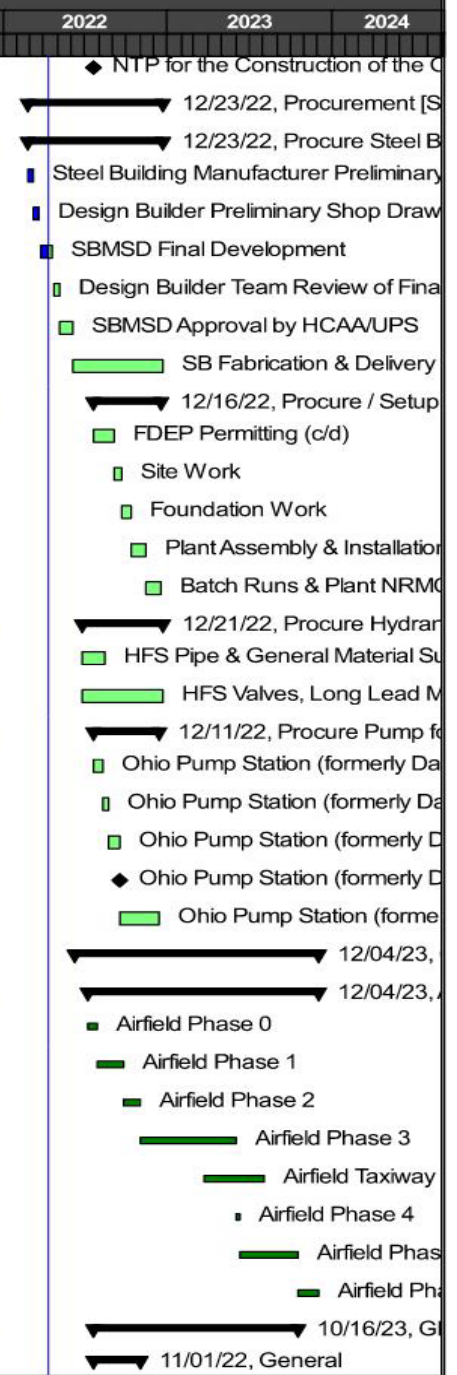 2022 2023 2024
NTP for the Construction of the
12/23/22, Procurement [S
12/23/22, Procure Steel B
Steel Building Manufacturer Preliminary
Design Builder Preliminary Shop Draw
SBMSD Final Development
Design Builder Team Review of Fina
SBMSD Approval by HCAA/UPS
SB Fabrication & Delivery
12/16/22, Procure / Setup
FDEP Permitting (c/d)
Site Work
Foundation Work
Plant Assembly & Installation
Batch Runs & Plant NRMC
12/21/22, Procure Hydran
HFS Pipe & General Material Su
HFS Valves, Long Lead M
12/11/22, Procure Pump fo
Ohio Pump Station (formerly Da
Ohio Pump Station (formerly Da
Ohio Pump Station (formerly D
Ohio Pump Station (formerly D
Ohio Pump Station (forme
12/04/23,
12/04/23,
Airfield Phase 0
Airfield Phase 1
Airfield Phase 2
Airfield Phase 3
Airfield Taxiway
Airfield Phase 4
Airfield Phas
Airfield Pha
10/16/23, Gl
11/01/22, General